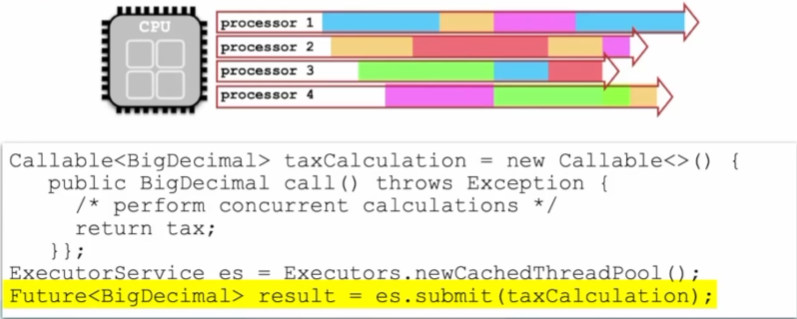 CPU
processor 1
processor 2
processor 3
processor 4
Callable<BigDecimal> taxCalculation = new Callable<>() {
public BigDecimal call() throws Exception {
/* perform concurrent calculations */
return tax;
}};
ExecutorService es = Executors.newCachedThreadPool();
Future<BigDecimal> result = es.submit(taxCalculation);